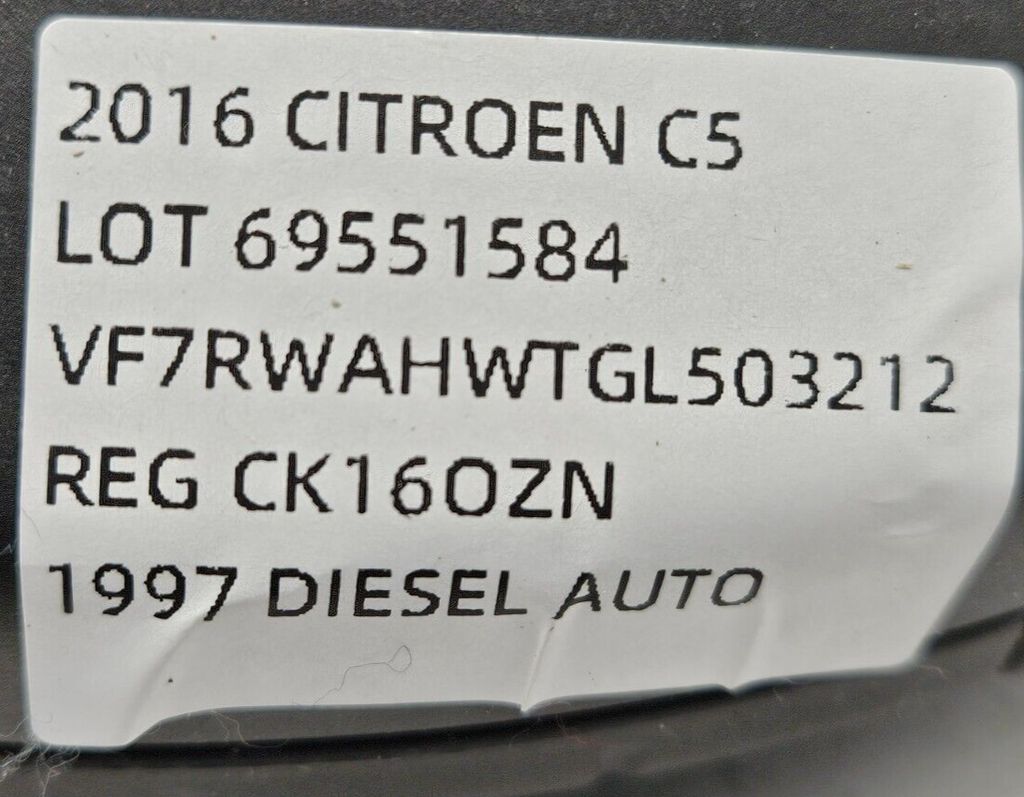 2016 CITROEN C5
LOT 69551584
VF7RWAHWTGL503212
REG CK16OZN
1997 DIESEL AUTO